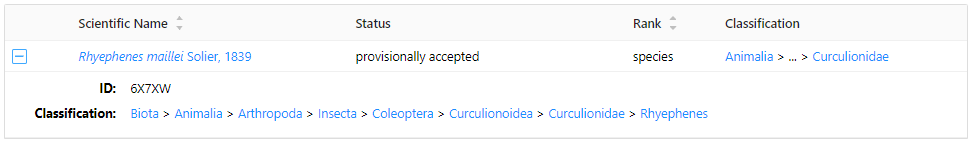 Scientific Name Status Rank Classification
Rhyephenes maillei Solier, 1839 provisionally accepted species Animalia > ... > Curculionidae
ID: 6X7XW
Classification: Biota > Animalia > Arthropoda > Insecta > Coleoptera > Curculionoidea > Curculionidae > Rhyephenes